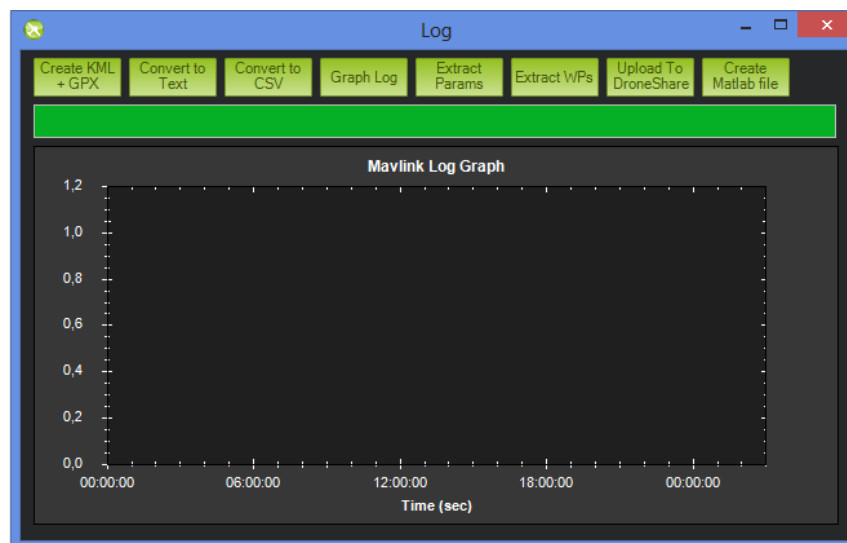 Log
Create KML
+ GPX
Convert to
Text
Convert to
CSV
Graph Log
Extract
Params
Extract WPs
Upload To
DroneShare
Create
Matlab file
Mavlink Log Graph
1,2
1,0
0,8
0,6
0,4
0,2
0,0
00:00:00 06:00:00 12:00:00 18:00:00 00:00:00
Time (sec)